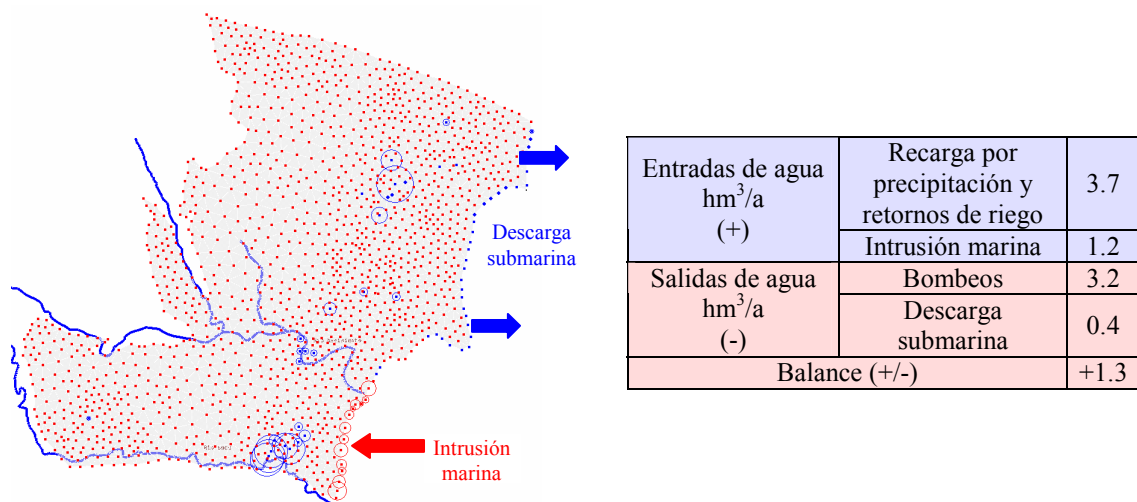 Descarga
submarina
Intrusión
marina
Entradas de agua
hm³/a
(+)
Recarga por
precipitación y
retornos de riego
3.7
Intrusión marina
1.2
Salidas de agua
hm³/a
(-)
Bombeos
3.2
Descarga
submarina
0.4
Balance (+/-)
+1.3